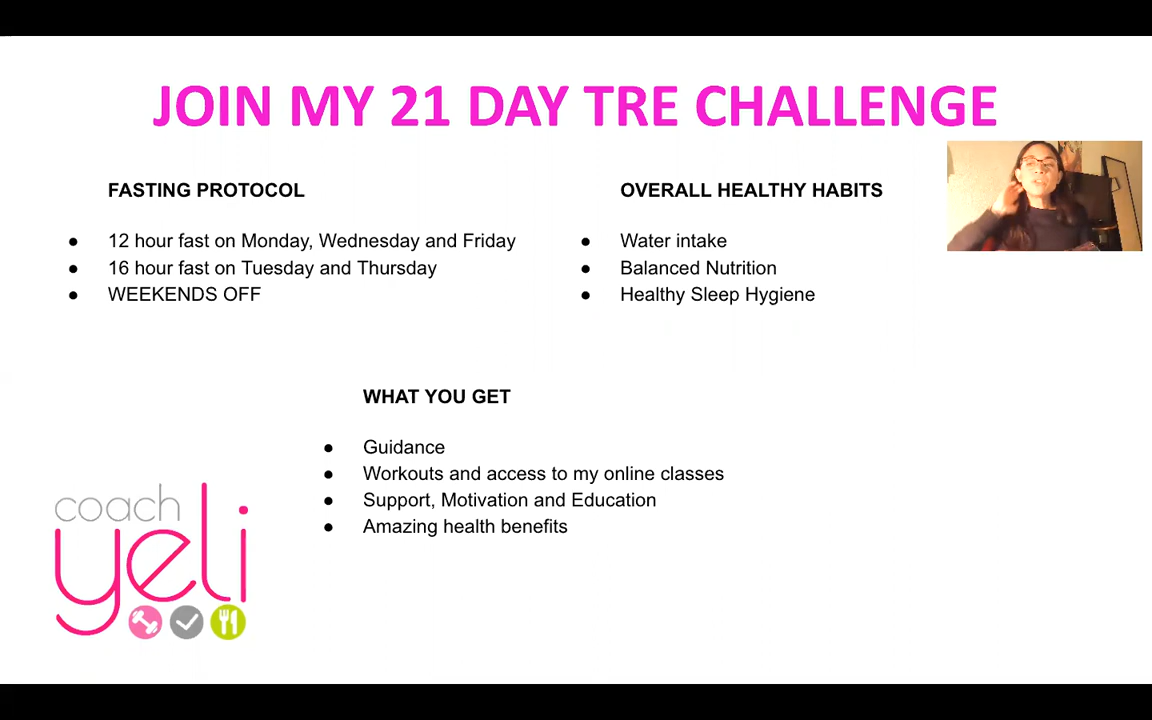 JOIN MY 21 DAY TRE CHALLENGE
FASTING PROTOCOL
● 12 hour fast on Monday, Wednesday and Friday
● 16 hour fast on Tuesday and Thursday
● WEEKENDS OFF
OVERALL HEALTHY HABITS
● Water intake
● Balanced Nutrition
● Healthy Sleep Hygiene
WHAT YOU GET
● Guidance
● Workouts and access to my online classes
● Support, Motivation and Education
● Amazing health benefits
coach
yeli